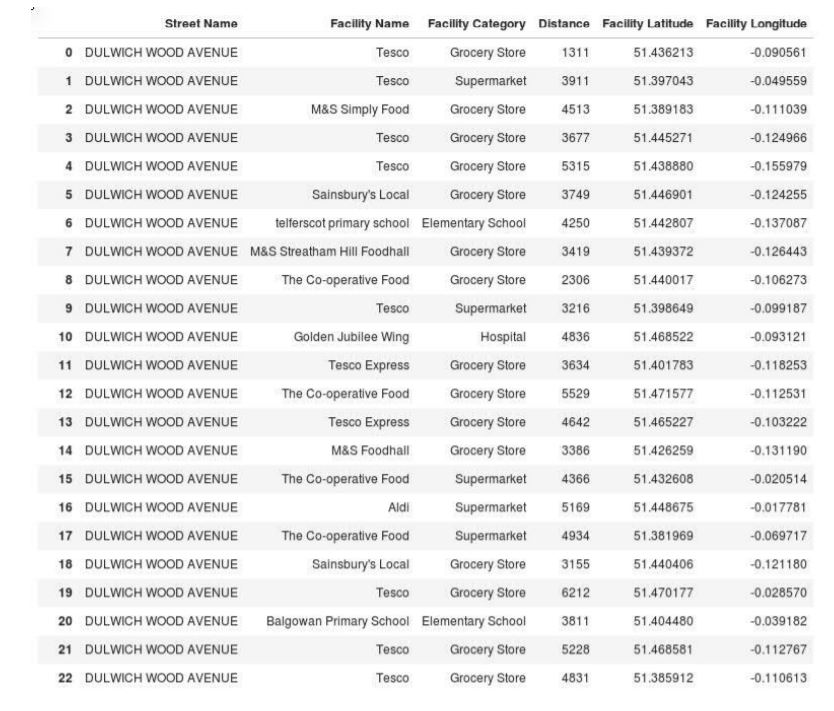 Street Name Facility Name Facility Category Distance Facility Latitude Facility Longitude
0 DULWICH WOOD AVENUE Tesco Grocery Store 1311 51.436213 -0.090561
1 DULWICH WOOD AVENUE Tesco Supermarket 3911 51.397043 -0.049559
2 DULWICH WOOD AVENUE M&S Simply Food Grocery Store 4513 51.389183 -0.111039
3 DULWICH WOOD AVENUE Tesco Grocery Store 3677 51.445271 -0.124966
4 DULWICH WOOD AVENUE Tesco Grocery Store 5315 51.438880 -0.155979
5 DULWICH WOOD AVENUE Sainsbury's Local Grocery Store 3749 51.446901 -0.124255
6 DULWICH WOOD AVENUE telferscot primary school Elementary School 4250 51.442807 -0.137087
7 DULWICH WOOD AVENUE M&S Streatham Hill Foodhall Grocery Store 3419 51.439372 -0.126443
8 DULWICH WOOD AVENUE The Co-operative Food Grocery Store 2306 51.440017 -0.106273
9 DULWICH WOOD AVENUE Tesco Supermarket 3216 51.398649 -0.099187
10 DULWICH WOOD AVENUE Golden Jubilee Wing Hospital 4836 51.468522 -0.093121
11 DULWICH WOOD AVENUE Tesco Express Grocery Store 3634 51.401783 -0.118253
12 DULWICH WOOD AVENUE The Co-operative Food Grocery Store 5529 51.471577 -0.112531
13 DULWICH WOOD AVENUE Tesco Express Grocery Store 4642 51.465227 -0.103222
14 DULWICH WOOD AVENUE M&S Foodhall Grocery Store 3386 51.426259 -0.131190
15 DULWICH WOOD AVENUE The Co-operative Food Supermarket 4366 51.432608 -0.020514
16 DULWICH WOOD AVENUE Aldi Supermarket 5169 51.448675 -0.017781
17 DULWICH WOOD AVENUE The Co-operative Food Supermarket 4934 51.381969 -0.069717
18 DULWICH WOOD AVENUE Sainsbury's Local Grocery Store 3155 51.440406 -0.121180
19 DULWICH WOOD AVENUE Tesco Grocery Store 6212 51.470177 -0.028570
20 DULWICH WOOD AVENUE Balgowan Primary School Elementary School 3811 51.404480 -0.039182
21 DULWICH WOOD AVENUE Tesco Grocery Store 5228 51.468581 -0.112767
22 DULWICH WOOD AVENUE Tesco Grocery Store 4831 51.385912 -0.110613